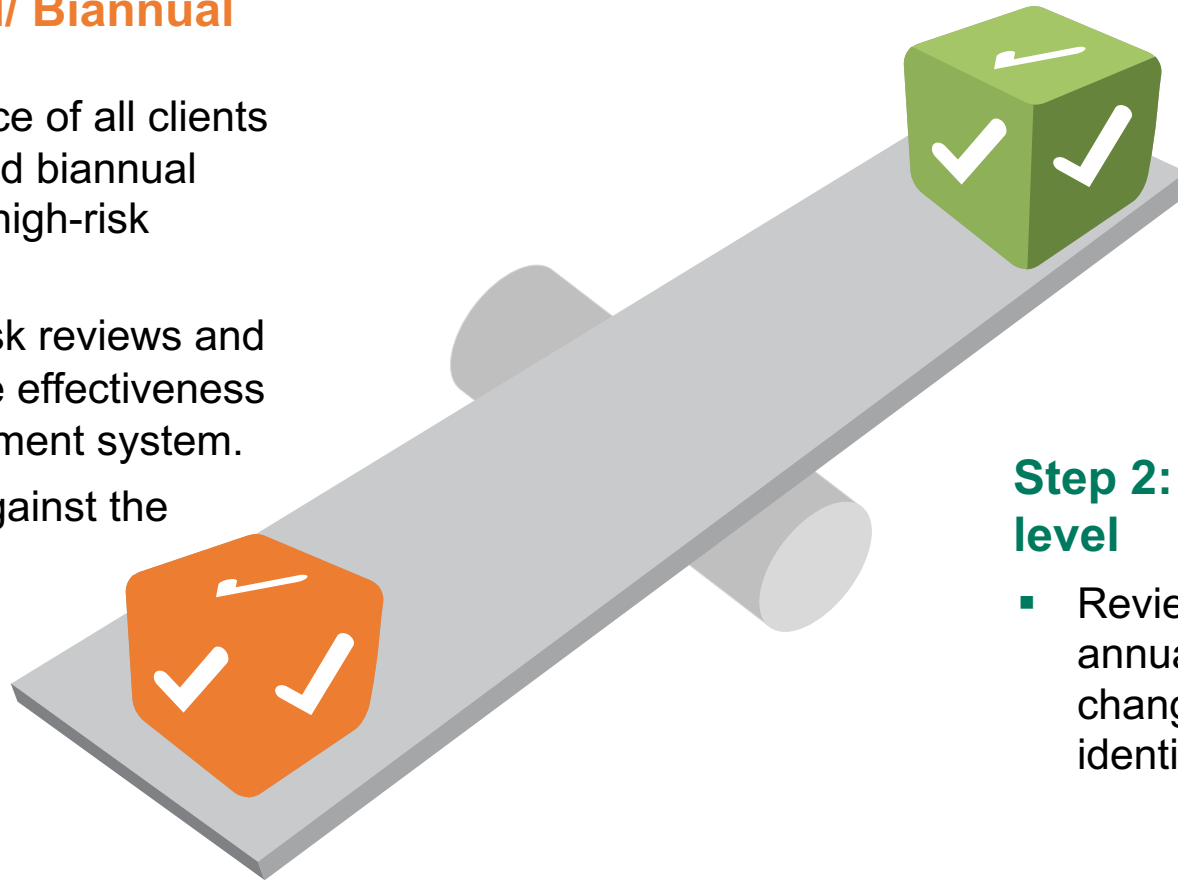 l/ Biannual
ce of all clients
d biannual
high-risk
sk reviews and
e effectiveness
ment system.
gainst the
Step 2:
level
▪ Revie
annua
chang
identi